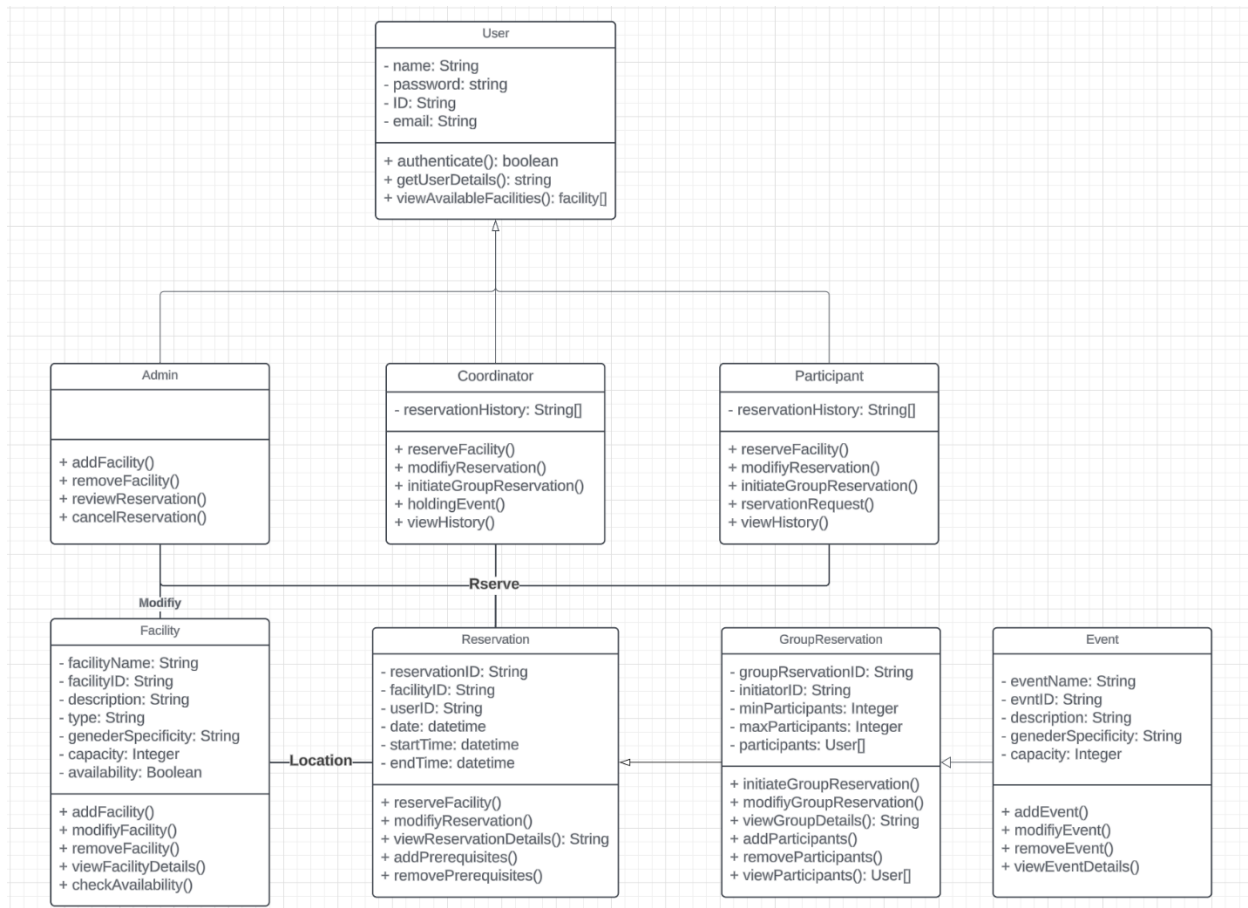 User
- name: String
- password: string
- ID: String
- email: String
+ authenticate(): boolean
+ getUserDetails(): string
+ viewAvailableFacilities(): facility[]
Admin
+ addFacility()
+ removeFacility()
+ reviewReservation()
+ cancelReservation()
Coordinator
- reservationHistory: String[]
+ reserveFacility()
+ modifiyReservation()
+ initiateGroupReservation()
+ holdingEvent()
+ viewHistory()
Participant
- reservationHistory: String[]
+ reserveFacility()
+ modifiyReservation()
+ initiateGroupReservation()
+ rservationRequest()
+ viewHistory()
Rserve
Modifiy
Facility
- facilityName: String
- facilityID: String
- description: String
- type: String
- genederSpecificity: String
- capacity: Integer
- availability: Boolean
+ addFacility()
+ modifiyFacility()
+ removeFacility()
+ viewFacilityDetails()
+ checkAvailability()
Location
Reservation
- reservationID: String
- facilityID: String
- userID: String
- date: datetime
- startTime: datetime
- endTime: datetime
+ reserveFacility()
+ modifiyReservation()
+ viewReservationDetails(): String
+ addPrerequisites()
+ removePrerequisites()
GroupReservation
- groupRservationID: String
- initiatorID: String
- minParticipants: Integer
- maxParticipants: Integer
- participants: User[]
+ initiateGroupReservation()
+ modifiyGroupReservation()
+ viewGroupDetails(): String
+ addParticipants()
+ removeParticipants()
+ viewParticipants(): User[]
Event
- eventName: String
- evntID: String
- description: String
- genederSpecificity: String
- capacity: Integer
+ addEvent()
+ modifiyEvent()
+ removeEvent()
+ viewEventDetails()